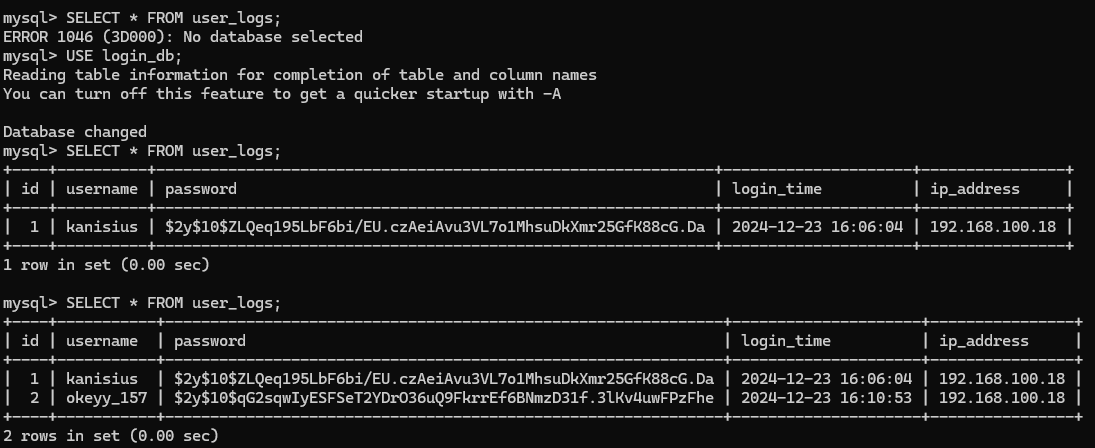 mysql> SELECT * FROM user_logs;
ERROR 1046 (3D000): No database selected
mysql> USE login_db;
Reading table information for completion of table and column names
You can turn off this feature to get a quicker startup with -A

Database changed
mysql> SELECT * FROM user_logs;
+----+----------+--------------------------------------------------------------+---------------------+----------------+
| id | username | password                                                     | login_time          | ip_address     |
+----+----------+--------------------------------------------------------------+---------------------+----------------+
|  1 | kanisius | $2y$10$ZLQeq195LbF6bi/EU.czAeiAvu3VL7o1MhsuDkXmr25GfK88cG.Da | 2024-12-23 16:06:04 | 192.168.100.18 |
+----+----------+--------------------------------------------------------------+---------------------+----------------+
1 row in set (0.00 sec)

mysql> SELECT * FROM user_logs;
+----+-----------+--------------------------------------------------------------+---------------------+----------------+
| id | username  | password                                                     | login_time          | ip_address     |
+----+-----------+--------------------------------------------------------------+---------------------+----------------+
|  1 | kanisius  | $2y$10$ZLQeq195LbF6bi/EU.czAeiAvu3VL7o1MhsuDkXmr25GfK88cG.Da | 2024-12-23 16:06:04 | 192.168.100.18 |
|  2 | okeyy_157 | $2y$10$qG2sqwIyESFSeT2YDrO36uQ9FkrrEf6BNmzD31f.3lKv4uwFPzFhe | 2024-12-23 16:10:53 | 192.168.100.18 |
+----+-----------+--------------------------------------------------------------+---------------------+----------------+
2 rows in set (0.00 sec)